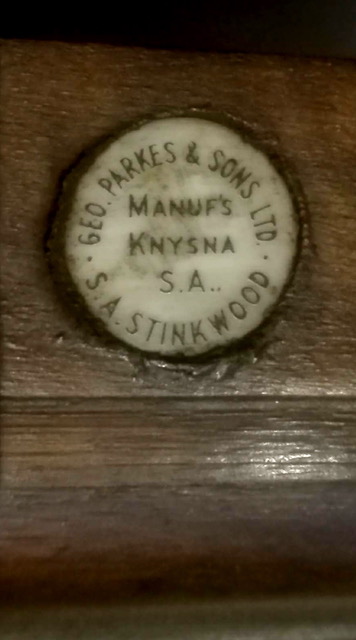 · GEO. PARKES & SONS LTD. ·
MANUF'S
KNYSNA
S.A..
S.A. STINKWOOD